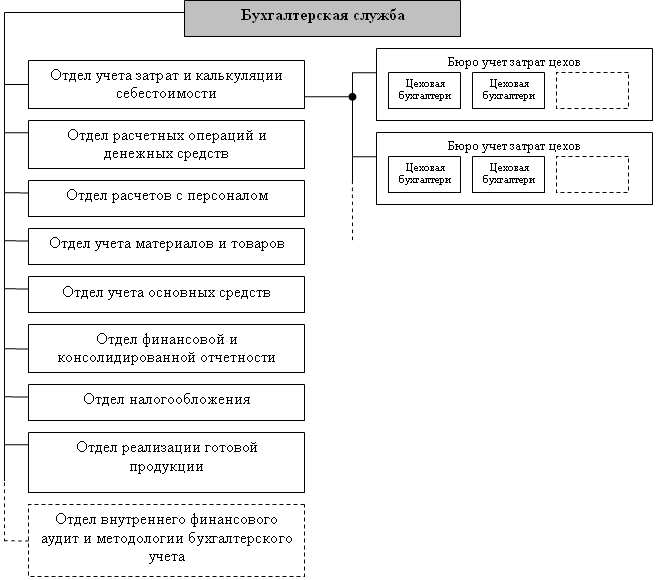 Бухгалтерская служба
Отдел учета затрат и калькуляции
себестоимости
Бюро учет затрат цехов
Цеховая
бухгалтери
Цеховая
бухгалтери
Бюро учет затрат цехов
Цеховая
бухгалтери
Цеховая
бухгалтери
Отдел расчетных операций и
денежных средств
Отдел расчетов с персоналом
Отдел учета материалов и товаров
Отдел учета основных средств
Отдел финансовой и
консолидированной отчетности
Отдел налогообложения
Отдел реализации готовой
продукции
Отдел внутреннего финансового
аудит и методологии бухгалтерского
учета